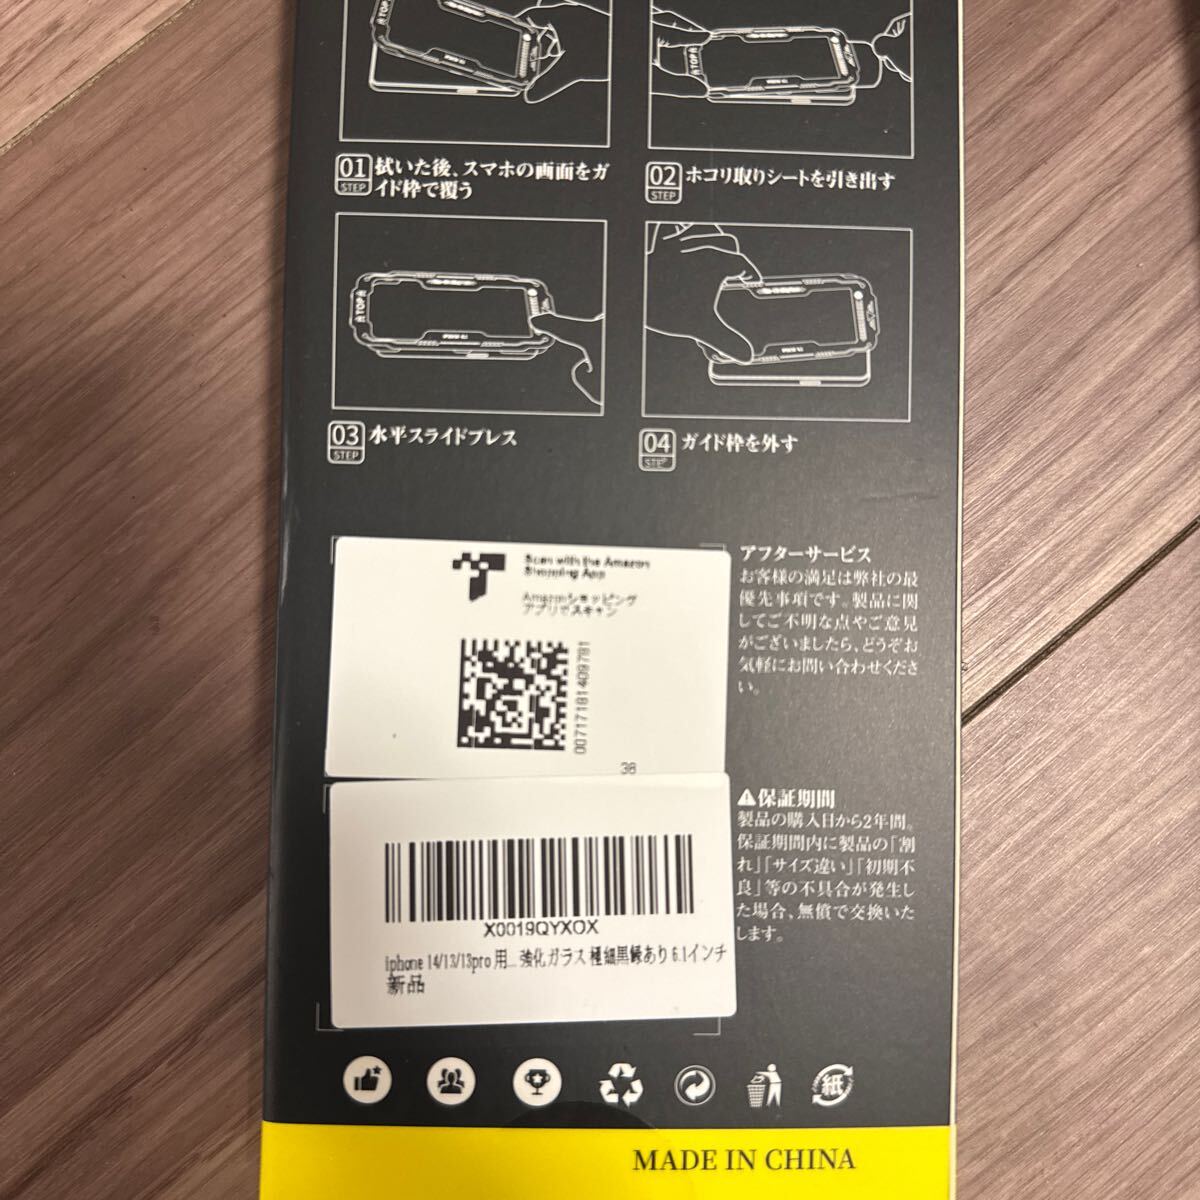 TOP
TOP
01
STEP
拭いた後、スマホの画面をガ
イド枠で覆う
02
STEP
ホコリ取りシートを引き出す
TOP
03
STEP
水平スライドプレス
04
STEP
ガイド枠を外す
Scan with the Amazon
Shopping App
Amazonショッピング
アプリでスキャン
38
アフターサービス
お客様の満足は弊社の最
優先事項です。製品に関
してご不明な点やご意見
がございましたら、どうぞお
気軽にお問い合わせくださ
い。
X0019QYXOX
iphone 14/13/13pro 用... 強化ガラス 極細黒縁あり 6.1インチ
新品
保証期間
製品の購入日から2年間。
保証期間内に製品の「割
れ」「サイズ違い」「初期不
良」等の不具合が発生し
た場合、無償で交換いた
します。
紙
MADE IN CHINA